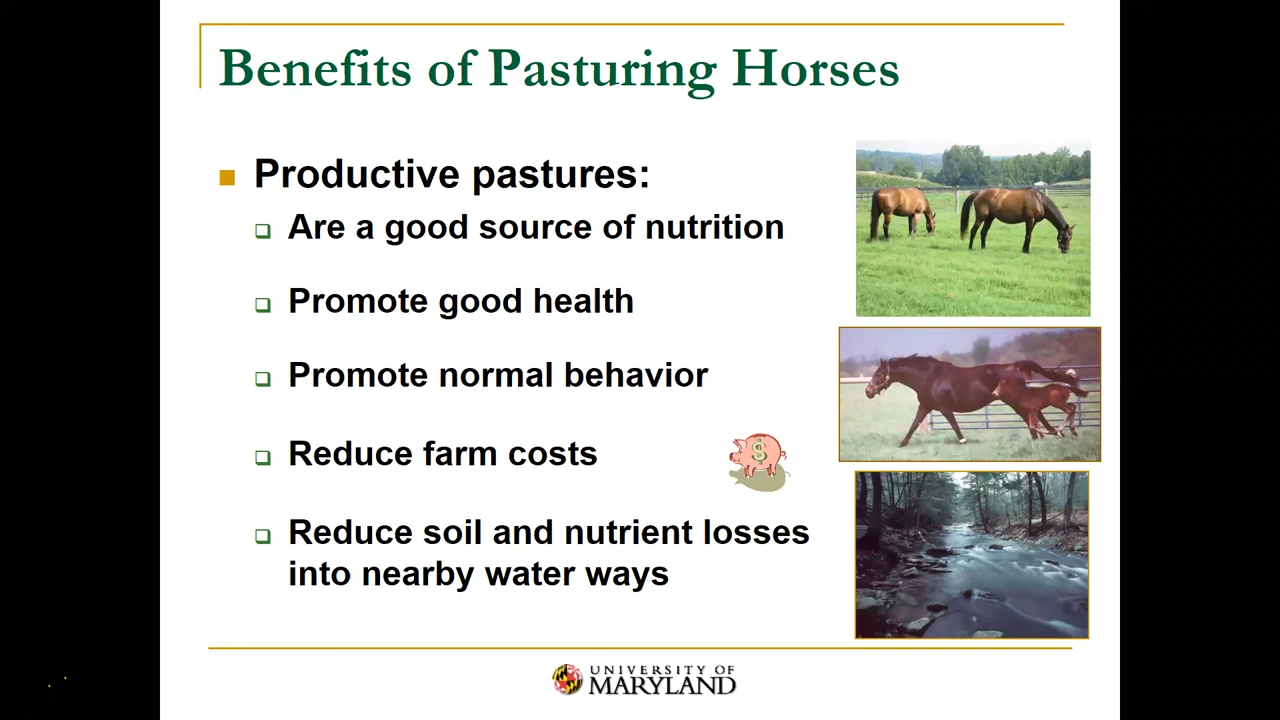 Benefits of Pasturing Horses
Productive pastures:
Are a good source of nutrition
Promote good health
Promote normal behavior
Reduce farm costs
$
Reduce soil and nutrient losses
into nearby water ways
UNIVERSITY OF
MARYLAND